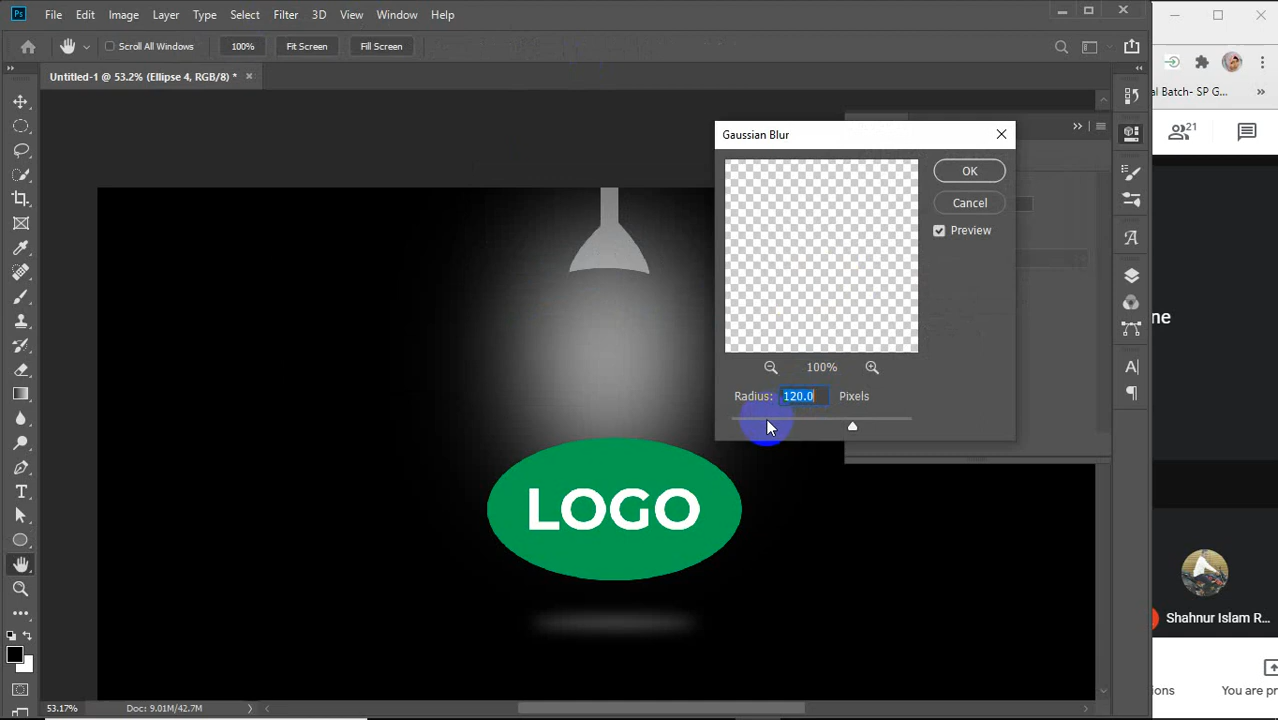 Ps File Edit Image Layer Type Select Filter 3D View Window Help
Scroll All Windows 100% Fit Screen Fill Screen
Untitled-1 @ 53.2% (Ellipse 4, RGB/8) *
al Batch- SP G...
21
Gaussian Blur
OK
Cancel
Preview
100%
Radius: 120.0 Pixels
LOGO
ne
Shahnur Islam R...
ions You are pr
53.17% Doc: 9.01M/42.7M